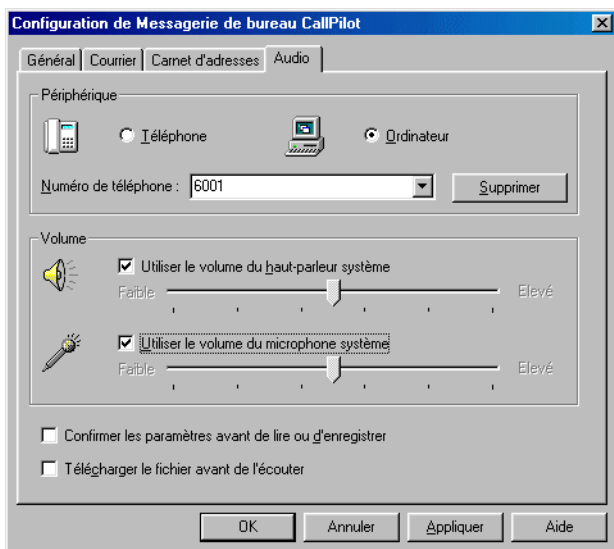 Configuration de Messagerie de bureau CallPilot
Général Courrier Carnet d'adresses Audio
Périphérique
Téléphone Ordinateur
Numéro de téléphone : 6001 Supprimer
Volume
Utiliser le volume du haut-parleur système
Faible Elevé
Utiliser le volume du microphone système
Faible Elevé
Confirmer les paramètres avant de lire ou d'enregistrer
Télécharger le fichier avant de l'écouter
OK Annuler Appliquer Aide